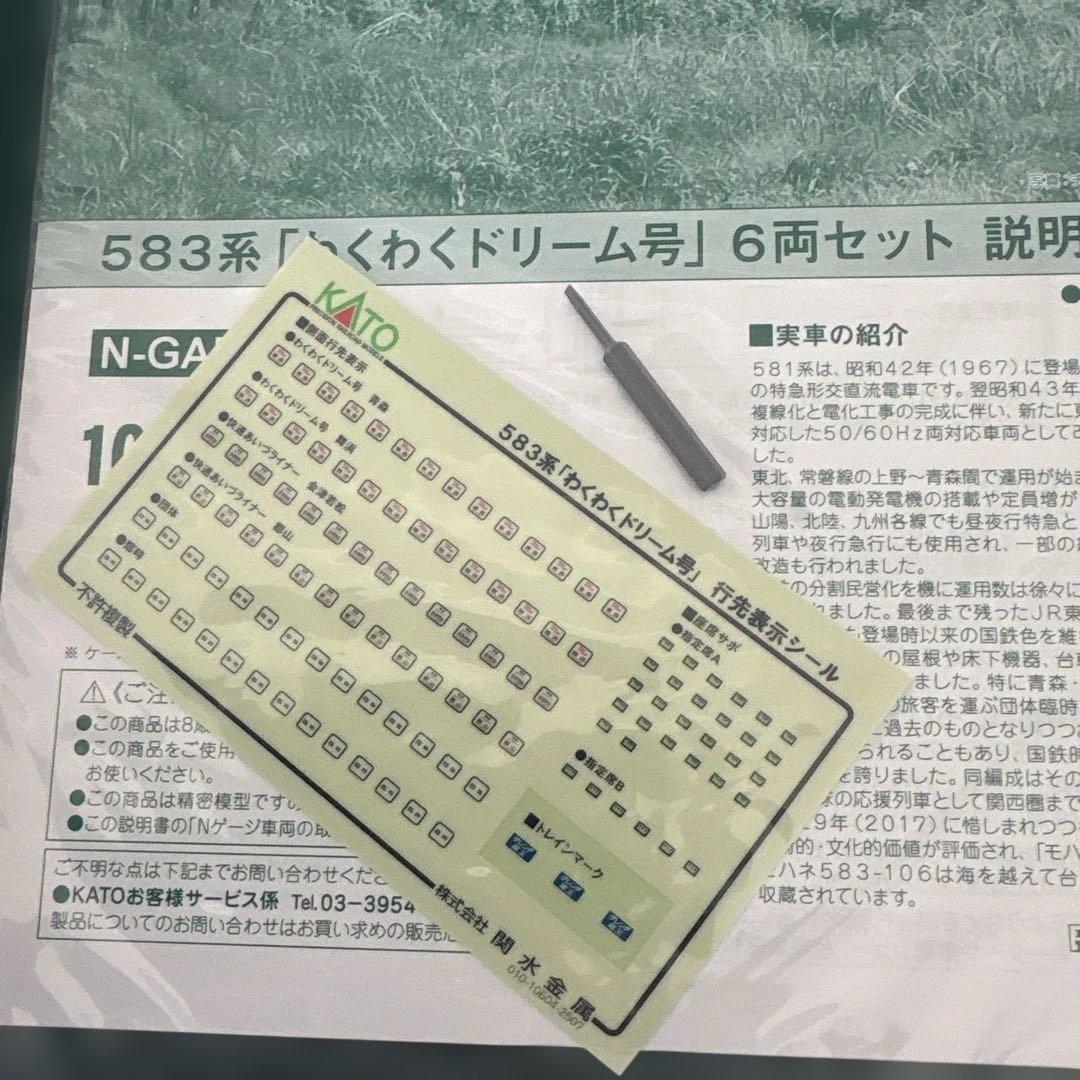 583系「わくわくドリーム号」 6両セット 説明
N-GA
10
■実車の紹介
581系は、昭和42年(1967)に登場
の特急形交直流電車です。翌昭和43年
複線化と電化工事の完成に伴い、新たに東
対応した50/60Hz両対応車両として
した。
東北、常磐線の上野〜青森間で運用が始ま
大容量の電動発電機の搭載や定員増が
山陽、北陸、九州各線でも昼夜行特急と
列車や夜行急行にも使用され、一部の
改造も行われました。
の分割民営化を機に運用数は徐々に
れました。最後まで残ったJR東
登場時以来の国鉄色を維
の屋根や床下機器、台
ました。特に青森・
の旅客を運ぶ団体臨時
過去のものとなりつつ
られることもあり、国鉄時
を誇りました。同編成はその
の応援列車として関西圏まで
9年(2017)に惜しまれつつ
的・文化的価値が評価され、「モハ
モハネ583-106は海を越えて台
収蔵されています。
KATO
PRECISION RAILROAD MODELS
583系「わくわくドリーム号」 行先表示シール
■側面行先表示
●わくわくドリーム号 青森
●わくわくドリーム号 舞浜
●快速あいづライナー 会津若松
●快速あいづライナー 郡山
●団体
●臨時
■座席サボ
●指定席A
●指定席B
■トレインマーク
不許複製
株式会社 関水金属
010-10604-2507
※ ケー
⚠《ご注
●この商品は8歳
●この商品をご使用
お使いください。
●この商品は精密模型ですの
●この説明書の「Nゲージ車両の取
ご不明な点は下記までお問い合わせくだ
●KATOお客様サービス係 Tel.03-3954
製品についてのお問い合わせはお買い求めの販売